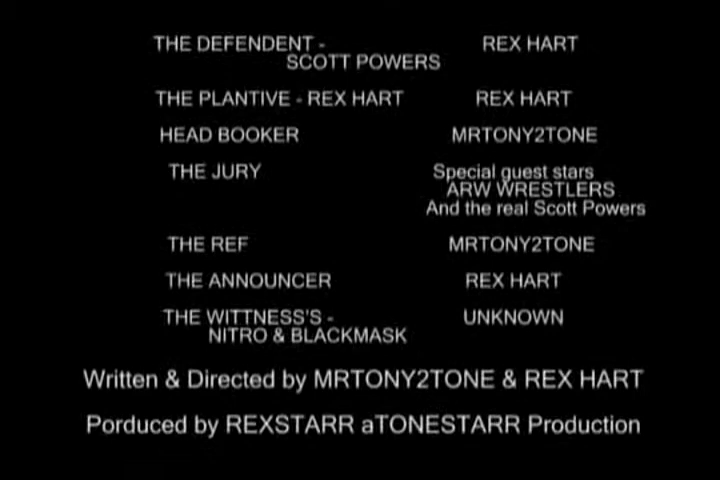 THE DEFENDENT - REX HART
SCOTT POWERS
THE PLANTIVE - REX HART REX HART
HEAD BOOKER MRTONY2TONE
THE JURY Special guest stars
ARW WRESTLERS
And the real Scott Powers
THE REF MRTONY2TONE
THE ANNOUNCER REX HART
THE WITTNESS'S - UNKNOWN
NITRO & BLACKMASK
Written & Directed by MRTONY2TONE & REX HART
Porduced by REXSTARR aTONESTARR Production